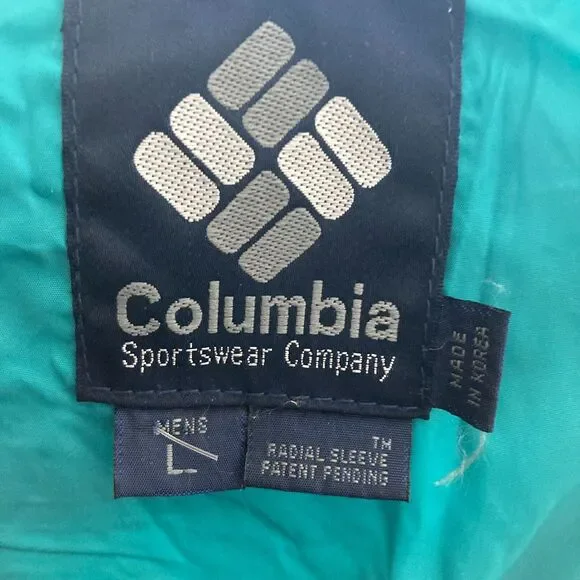 Columbia
Sportswear Company
MADE
IN KOREA
MENS
L
TM
RADIAL SLEEVE
PATENT PENDING